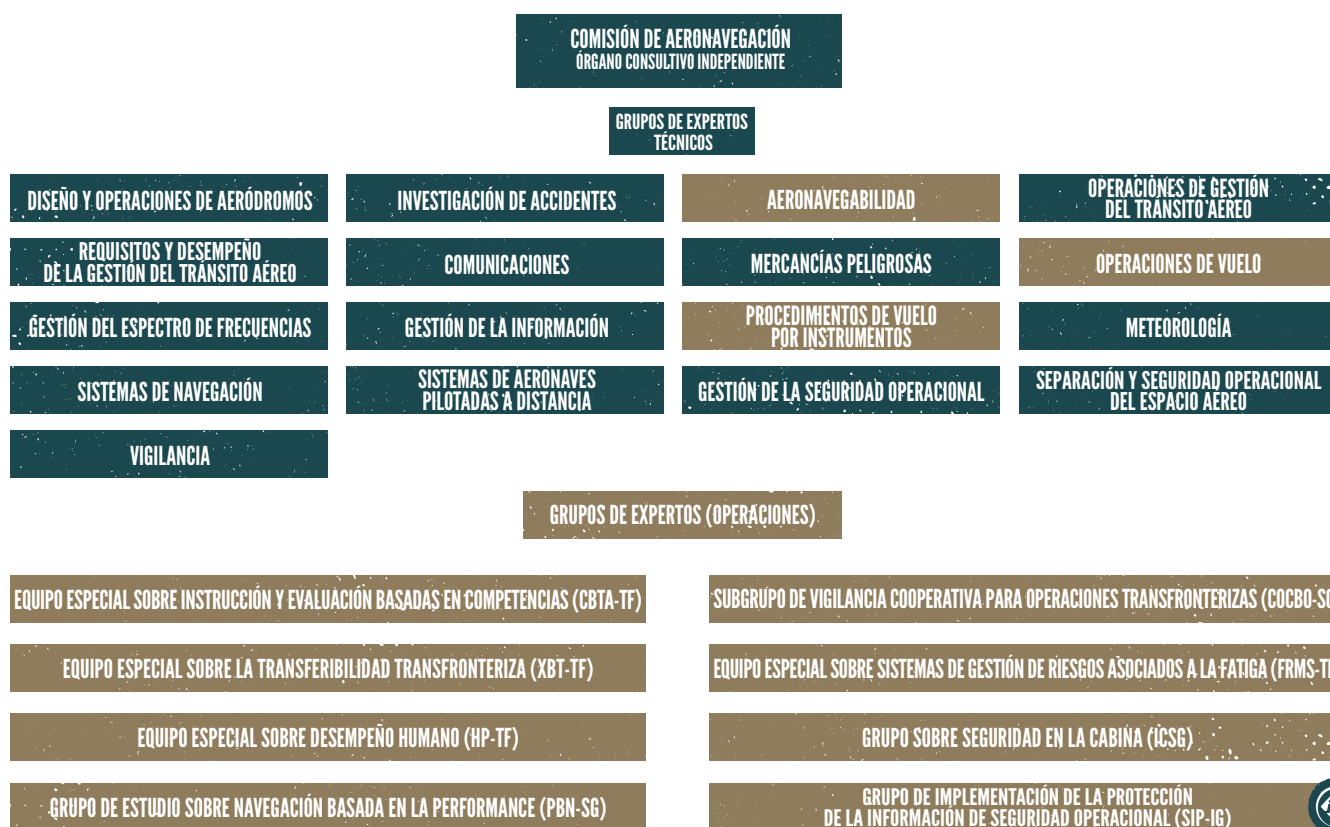 COMISIÓN DE AERONAVEGACIÓN
ÓRGANO CONSULTIVO INDEPENDIENTE
GRUPOS DE EXPERTOS
TÉCNICOS
DISEÑO Y OPERACIONES DE AERÓDROMOS
INVESTIGACIÓN DE ACCIDENTES
AERONAVEGABILIDAD
OPERACIONES DE GESTIÓN
DEL TRÁNSITO AÉREO
REQUISITOS Y DESEMPEÑO
DE LA GESTIÓN DEL TRÁNSITO AÉREO
COMUNICACIONES
MERCANCÍAS PELIGROSAS
OPERACIONES DE VUELO
GESTIÓN DEL ESPECTRO DE FRECUENCIAS
GESTIÓN DE LA INFORMACIÓN
PROCEDIMENTOS DE VUELO
POR INSTRUMENTOS
METEOROLOGÍA
SISTEMAS DE NAVEGACIÓN
SISTEMAS DE AERONAVES
PILOTADAS A DISTANCIA
GESTIÓN DE LA SEGURIDAD OPERACIONAL
SEPARACIÓN Y SEGURIDAD OPERACIONAL
DEL ESPACIO AÉREO
VIGILANCIA
GRUPOS DE EXPERTOS (OPERACIONES)
EQUIPO ESPECIAL SOBRE INSTRUCCIÓN Y EVALUACIÓN BASADAS EN COMPETENCIAS (CBTA-TF)
SUBGRUPO DE VIGILANCIA COOPERATIVA PARA OPERACIONES TRANSFRONTERIZAS
EQUIPO ESPECIAL SOBRE LA TRANSFERIBILIDAD TRANSFRONTERIZA (XBT-TF)
EQUIPO ESPECIAL SOBRE SISTEMAS DE GESTIÓN DE RIESGOS ASOCIADOS A LA FATIGA
EQUIPO ESPECIAL SOBRE DESEMPEÑO HUMANO (HP-TF)
GRUPO SOBRE SEGURIDAD EN LA CABINA (ICSG)
GRUPO DE ESTUDIO SOBRE NAVEGACIÓN BASADA EN LA PERFORMANCE (PBN-SG)
GRUPO DE IMPLEMENTACIÓN DE LA PROTECCIÓN
DE LA INFORMACIÓN DE SEGURIDAD OPERACIONAL (SIP-IG)